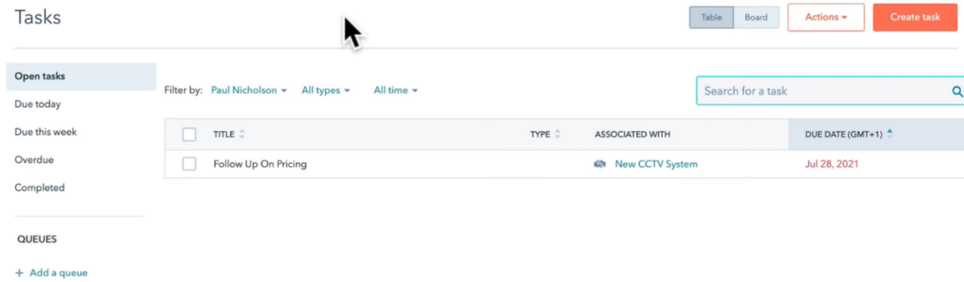 Tasks
Table Board Actions Create task
Open tasks
Due today
Due this week
Overdue
Completed
QUEUES
+ Add a queue
Filter by: Paul Nicholson All types All time
Search for a task
TITLE TYPE ASSOCIATED WITH DUE DATE (GMT+1)
Follow Up On Pricing New CCTV System Jul 28, 2021